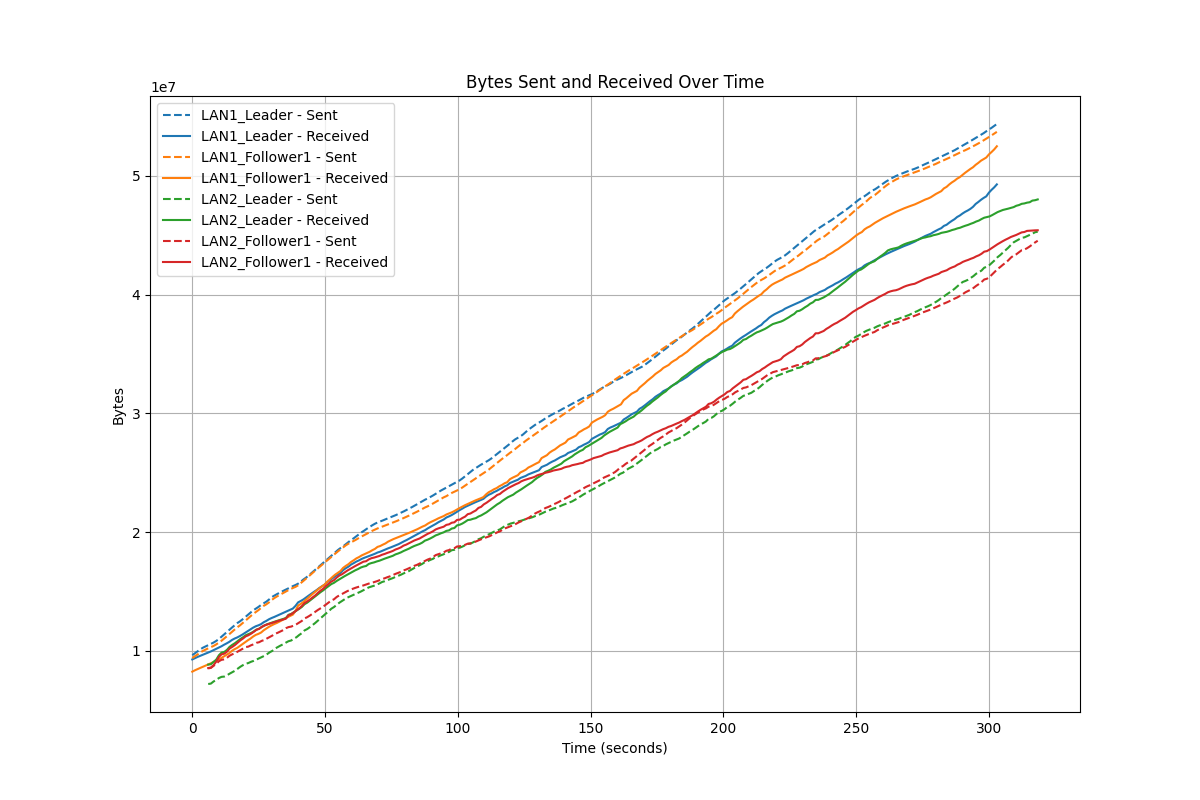 Bytes Sent and Received Over Time
1e7
LAN1_Leader - Sent
LAN1_Leader - Received
LAN1_Follower1 - Sent
LAN1_Follower1 - Received
LAN2_Leader - Sent
LAN2_Leader - Received
LAN2_Follower1 - Sent
LAN2_Follower1 - Received
5
4
3
2
1
Bytes
0 50 100 150 200 250 300
Time (seconds)